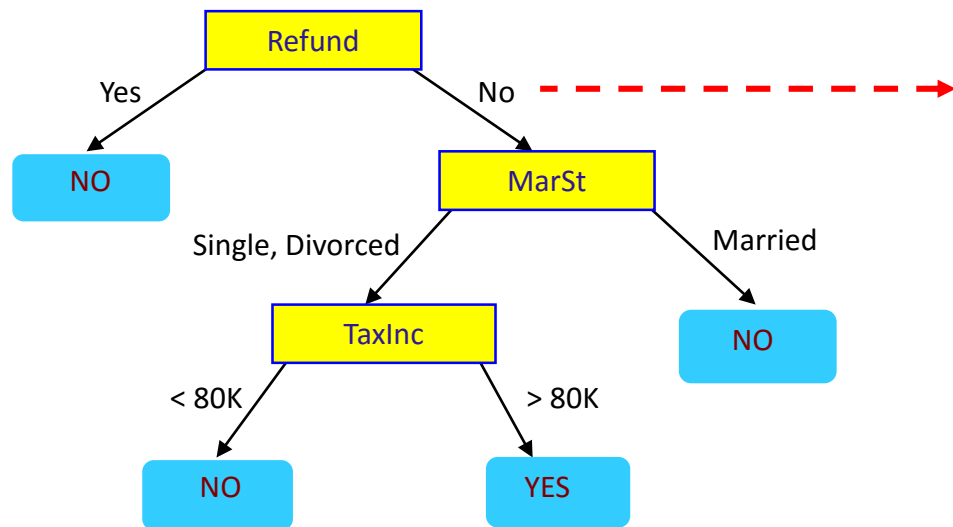 Refund
Yes
No
NO
MarSt
Single, Divorced
Married
TaxInc
NO
< 80K
> 80K
NO
YES